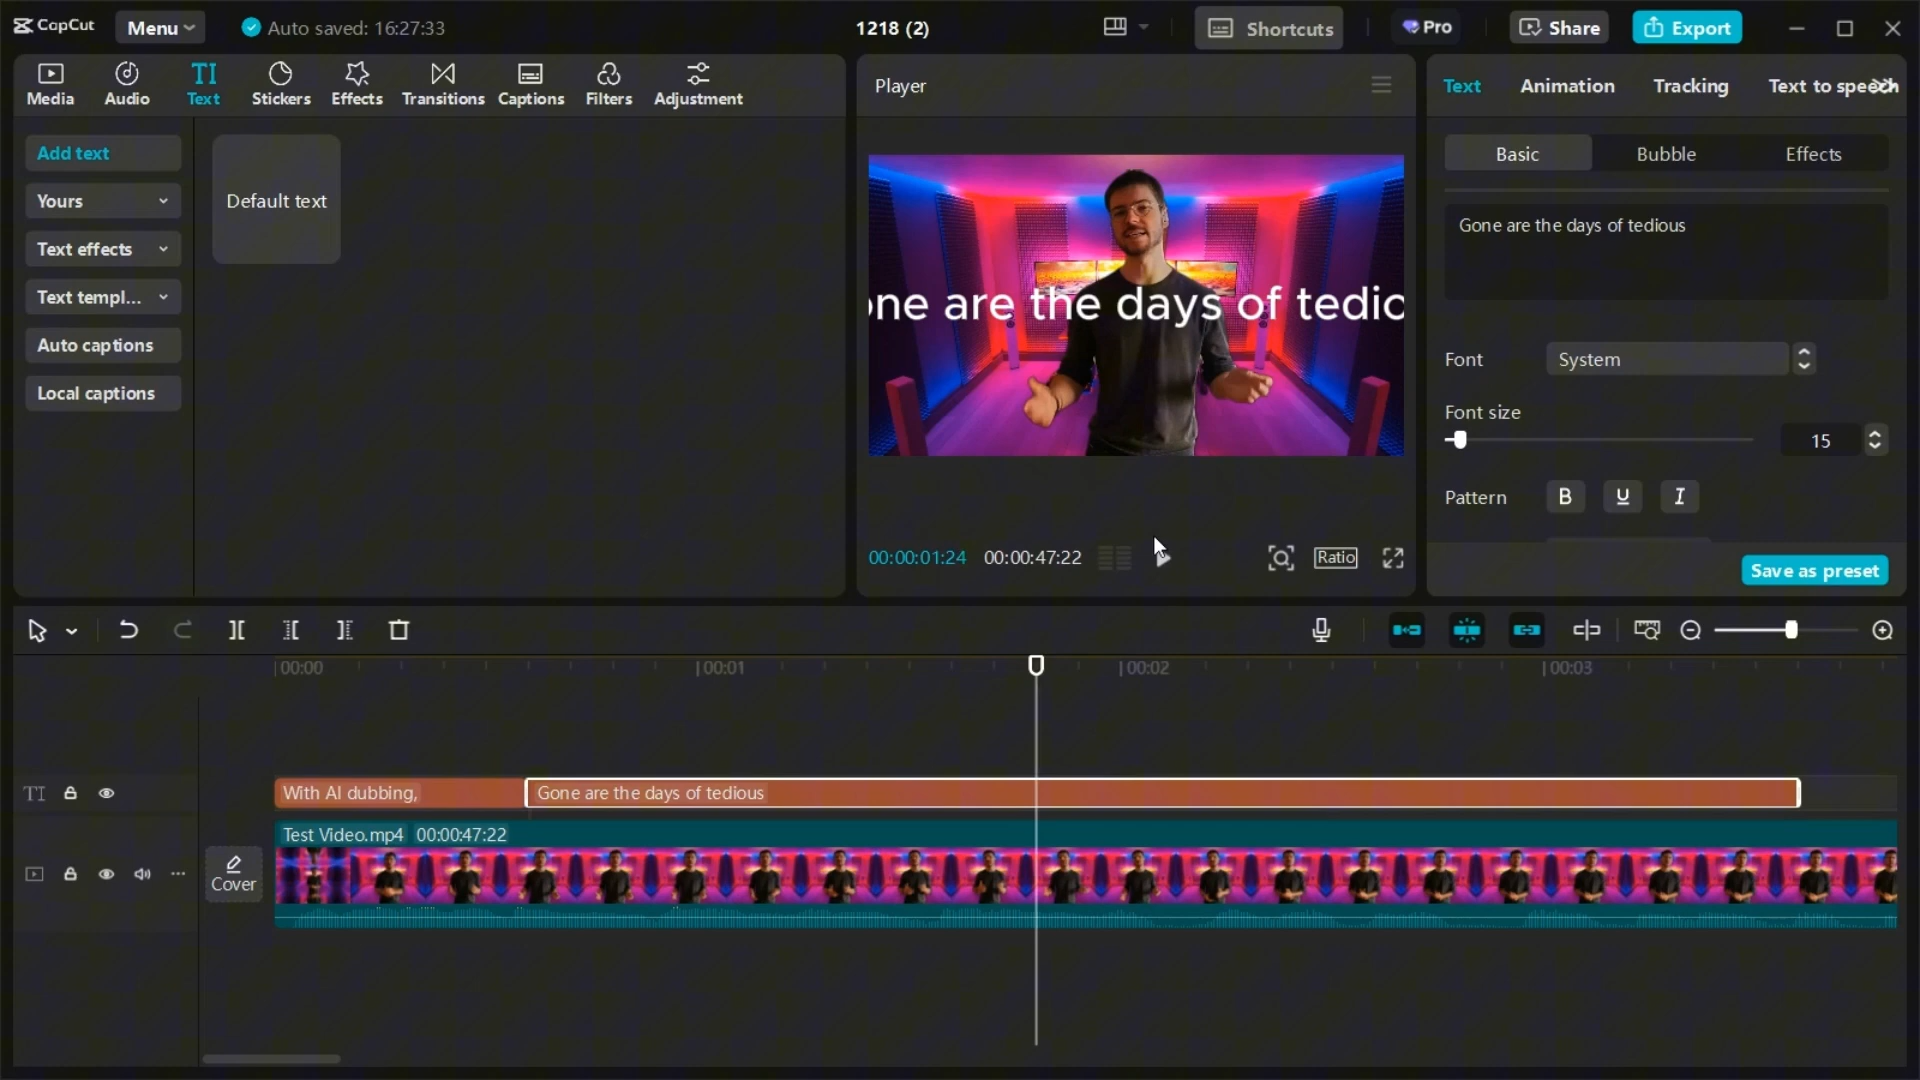 CapCut
Menu
Auto saved: 16:27:33
1218 (2)
Shortcuts
Pro
Share
Export
Media
Audio
TI
Text
Stickers
Effects
Transitions
Captions
Filters
Adjustment
Add text
Yours
Text effects
Text templ...
Auto captions
Local captions
Default text
Player
one are the days of tedio
00:00:01:24
00:00:47:22
Ratio
Text
Animation
Tracking
Text to speech
Basic
Bubble
Effects
Gone are the days of tedious
Font
System
Font size
15
Pattern
B
U
I
Save as preset
00:00
00:01
00:02
00:03
TI
With AI dubbing,
Gone are the days of tedious
Cover
Test Video.mp4 00:00:47:22